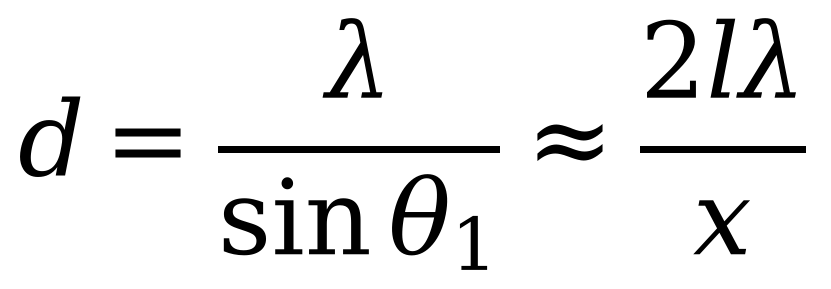 d = λ / sin θ₁ ≈ 2lλ / x